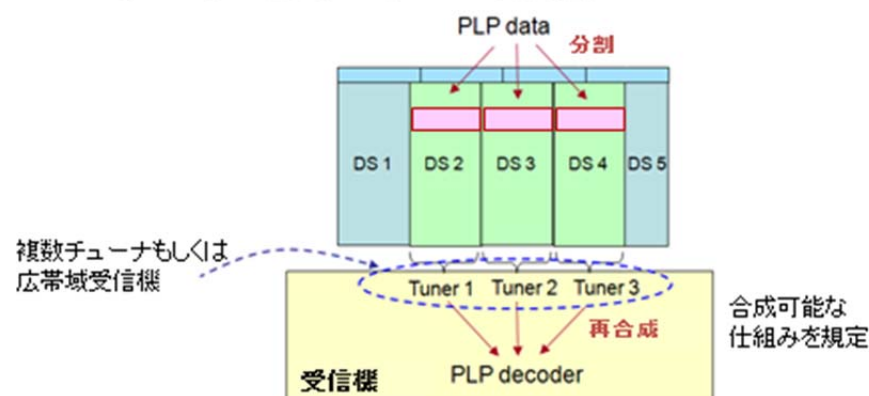 PLP data
分割
DS 1
DS 2
DS 3
DS 4
DS 5
複数チューナもしくは
広帯域受信機
Tuner 1
Tuner 2
Tuner 3
合成可能な
仕組みを規定
再合成
受信機
PLP decoder